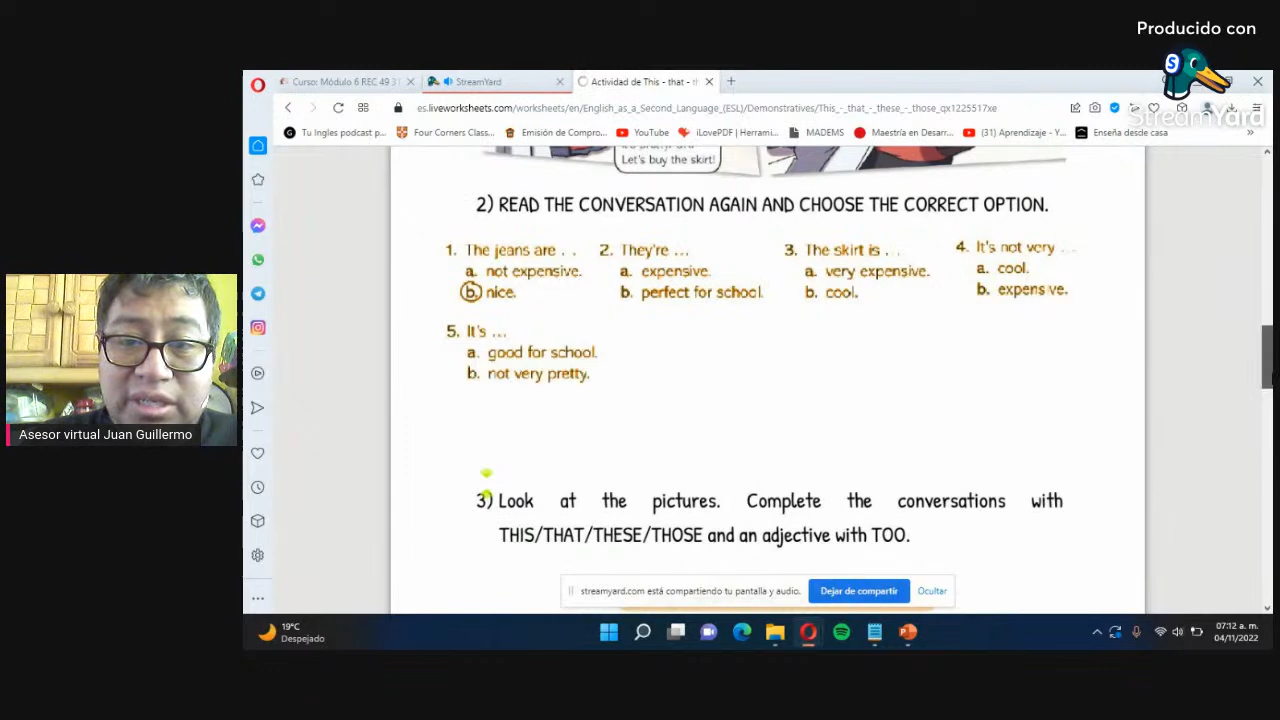 Producido con
StreamYard
Curso: Módulo 6 REC 49 31
StreamYard
Actividad de This - that - th
es.liveworksheets.com/worksheets/en/English_as_a_Second_Language_(ESL)/Demonstratives/This_-_that_-_these_-_those_qx1225517xe
Tu Ingles podcast p...
Four Corners Class...
Emisión de Compro...
YouTube
iLovePDF | Herrami...
MADEMS
Maestría en Desarr...
(31) Aprendizaje - Y...
Enseña desde casa
Let's buy the skirt!
2) READ THE CONVERSATION AGAIN AND CHOOSE THE CORRECT OPTION.
1. The jeans are . .
a. not expensive.
b. nice.
2. They're ...
a. expensive.
b. perfect for school.
3. The skirt is ...
a. very expensive.
b. cool.
4. It's not very ...
a. cool.
b. expensive.
5. It's ...
a. good for school.
b. not very pretty.
3) Look at the pictures. Complete the conversations with
THIS/THAT/THESE/THOSE and an adjective with TOO.
Asesor virtual Juan Guillermo
streamyard.com está compartiendo tu pantalla y audio.
Dejar de compartir
Ocultar
19°C
Despejado
07:12 a. m.
04/11/2022